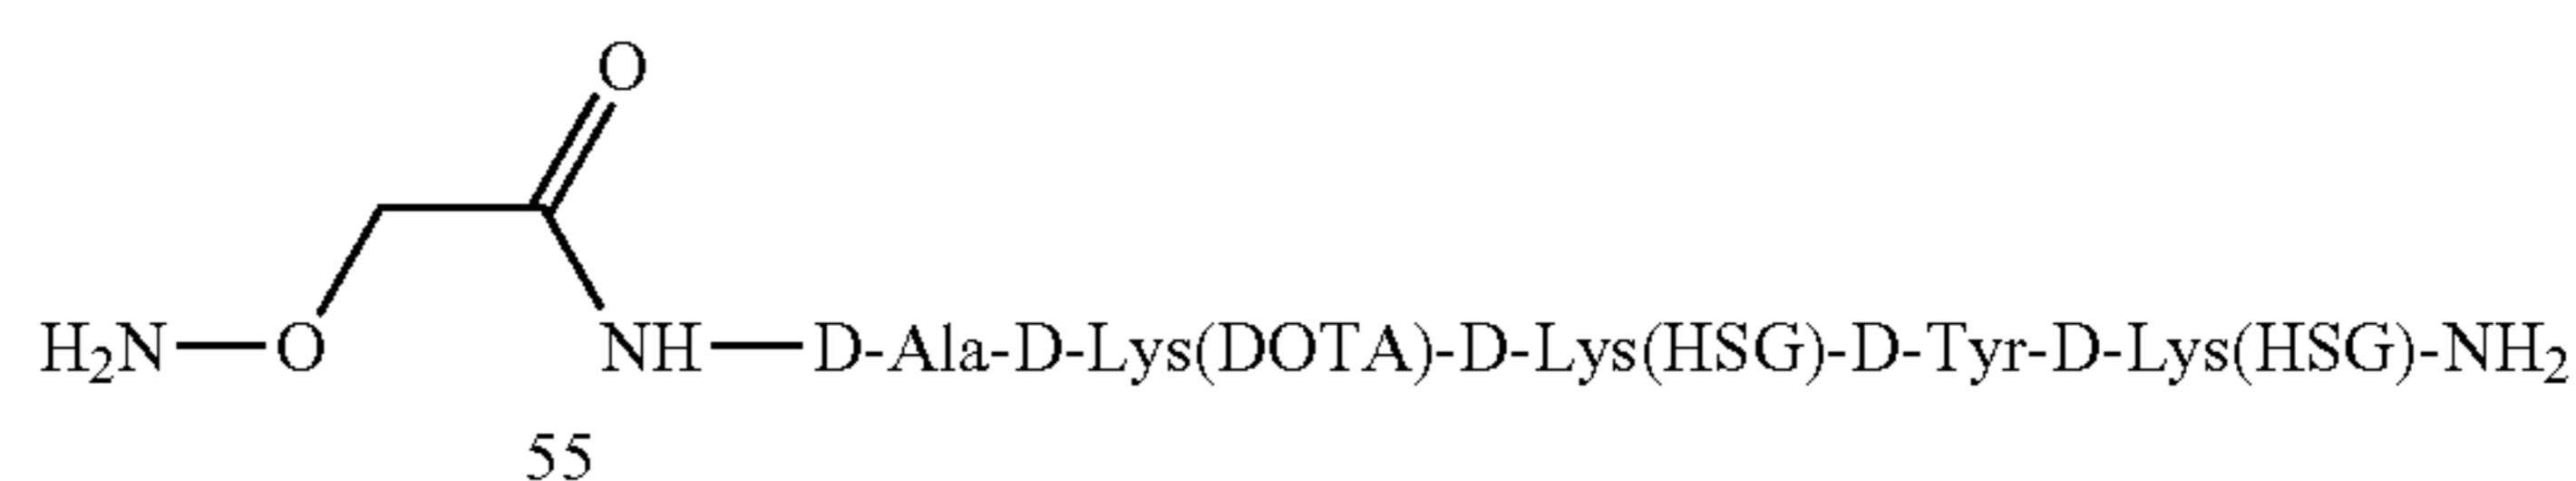 O
H₂N—O NH—D-Ala-D-Lys(DOTA)-D-Lys(HSG)-D-Tyr-D-Lys(HSG)-NH₂
55